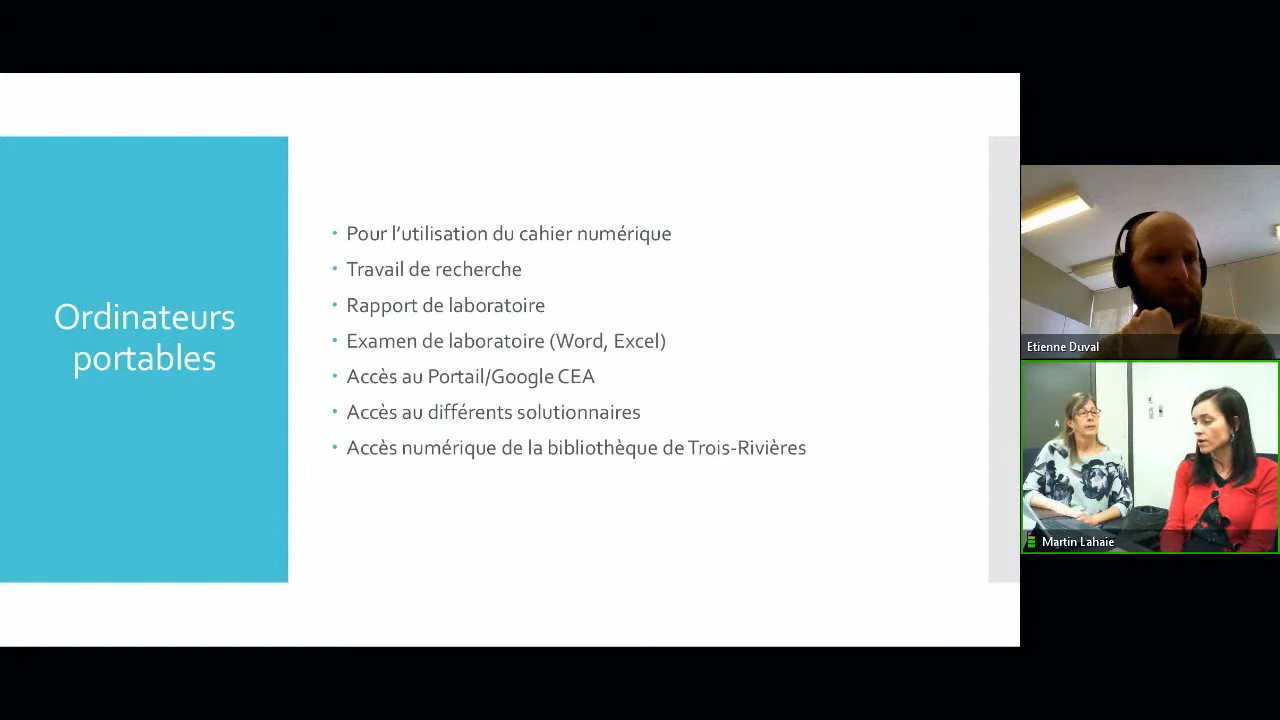 Ordinateurs
portables
Pour l’utilisation du cahier numérique
Travail de recherche
Rapport de laboratoire
Examen de laboratoire (Word, Excel)
Accès au Portail/Google CEA
Accès au différents solutionnaires
Accès numérique de la bibliothèque de Trois-Rivières
Etienne Duval
Martin Lahaie